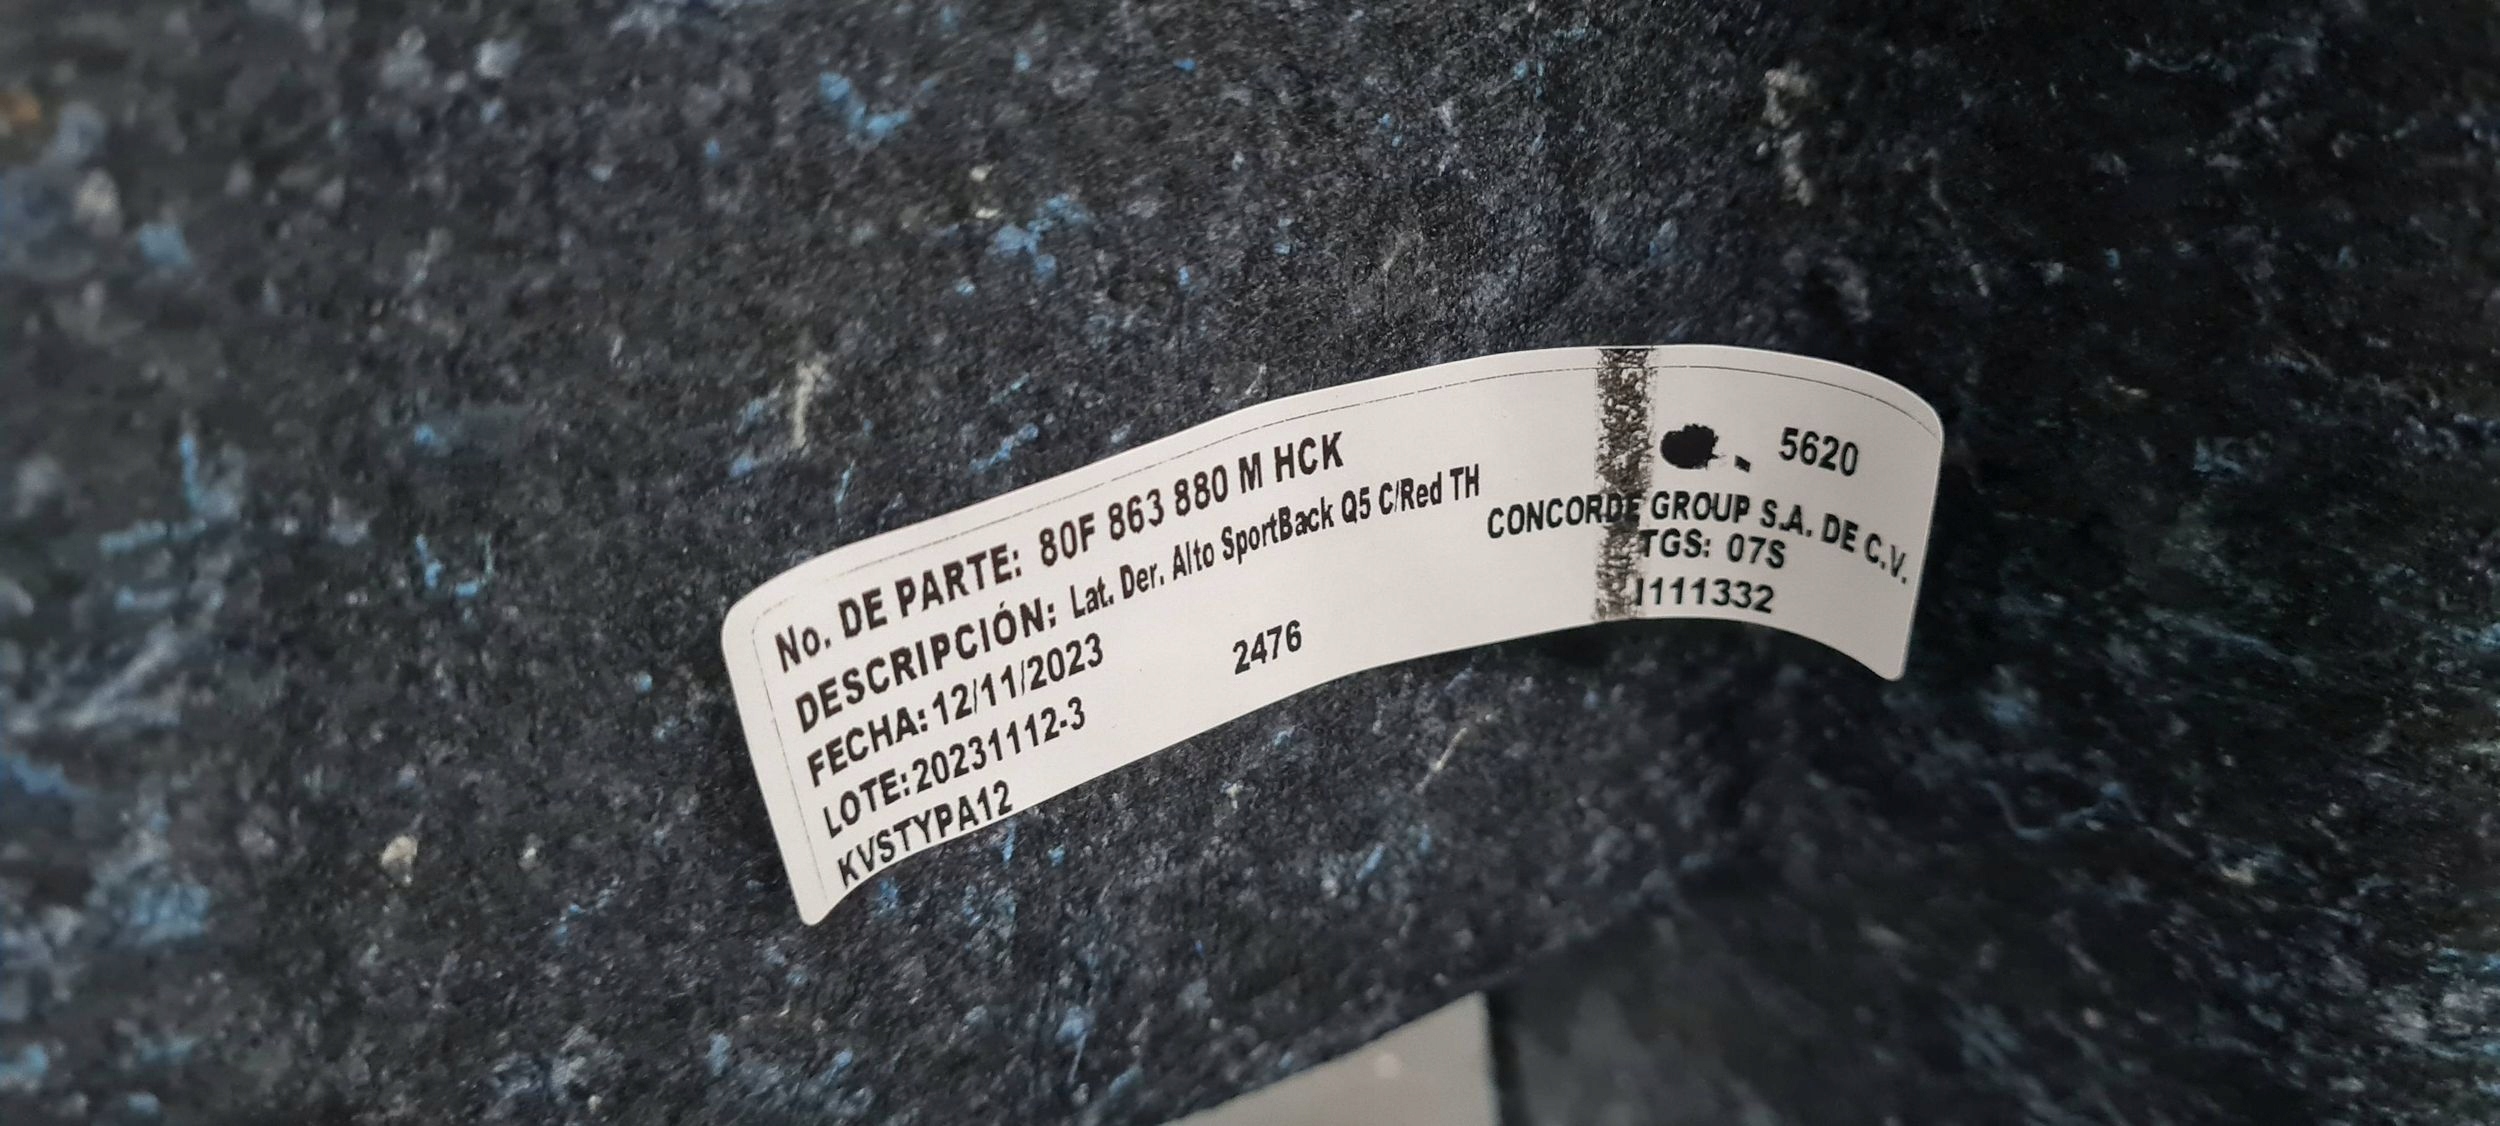 No. DE PARTE: 80F 863 880 M HCK
DESCRIPCIÓN: Lat. Der. Alto SportBack Q5 C/Red TH
FECHA: 12/11/2023 2476
LOTE: 20231112-3
KVSTYPA12
5620
CONCORDE GROUP S.A. DE C.V.
TGS: 07S
1111332